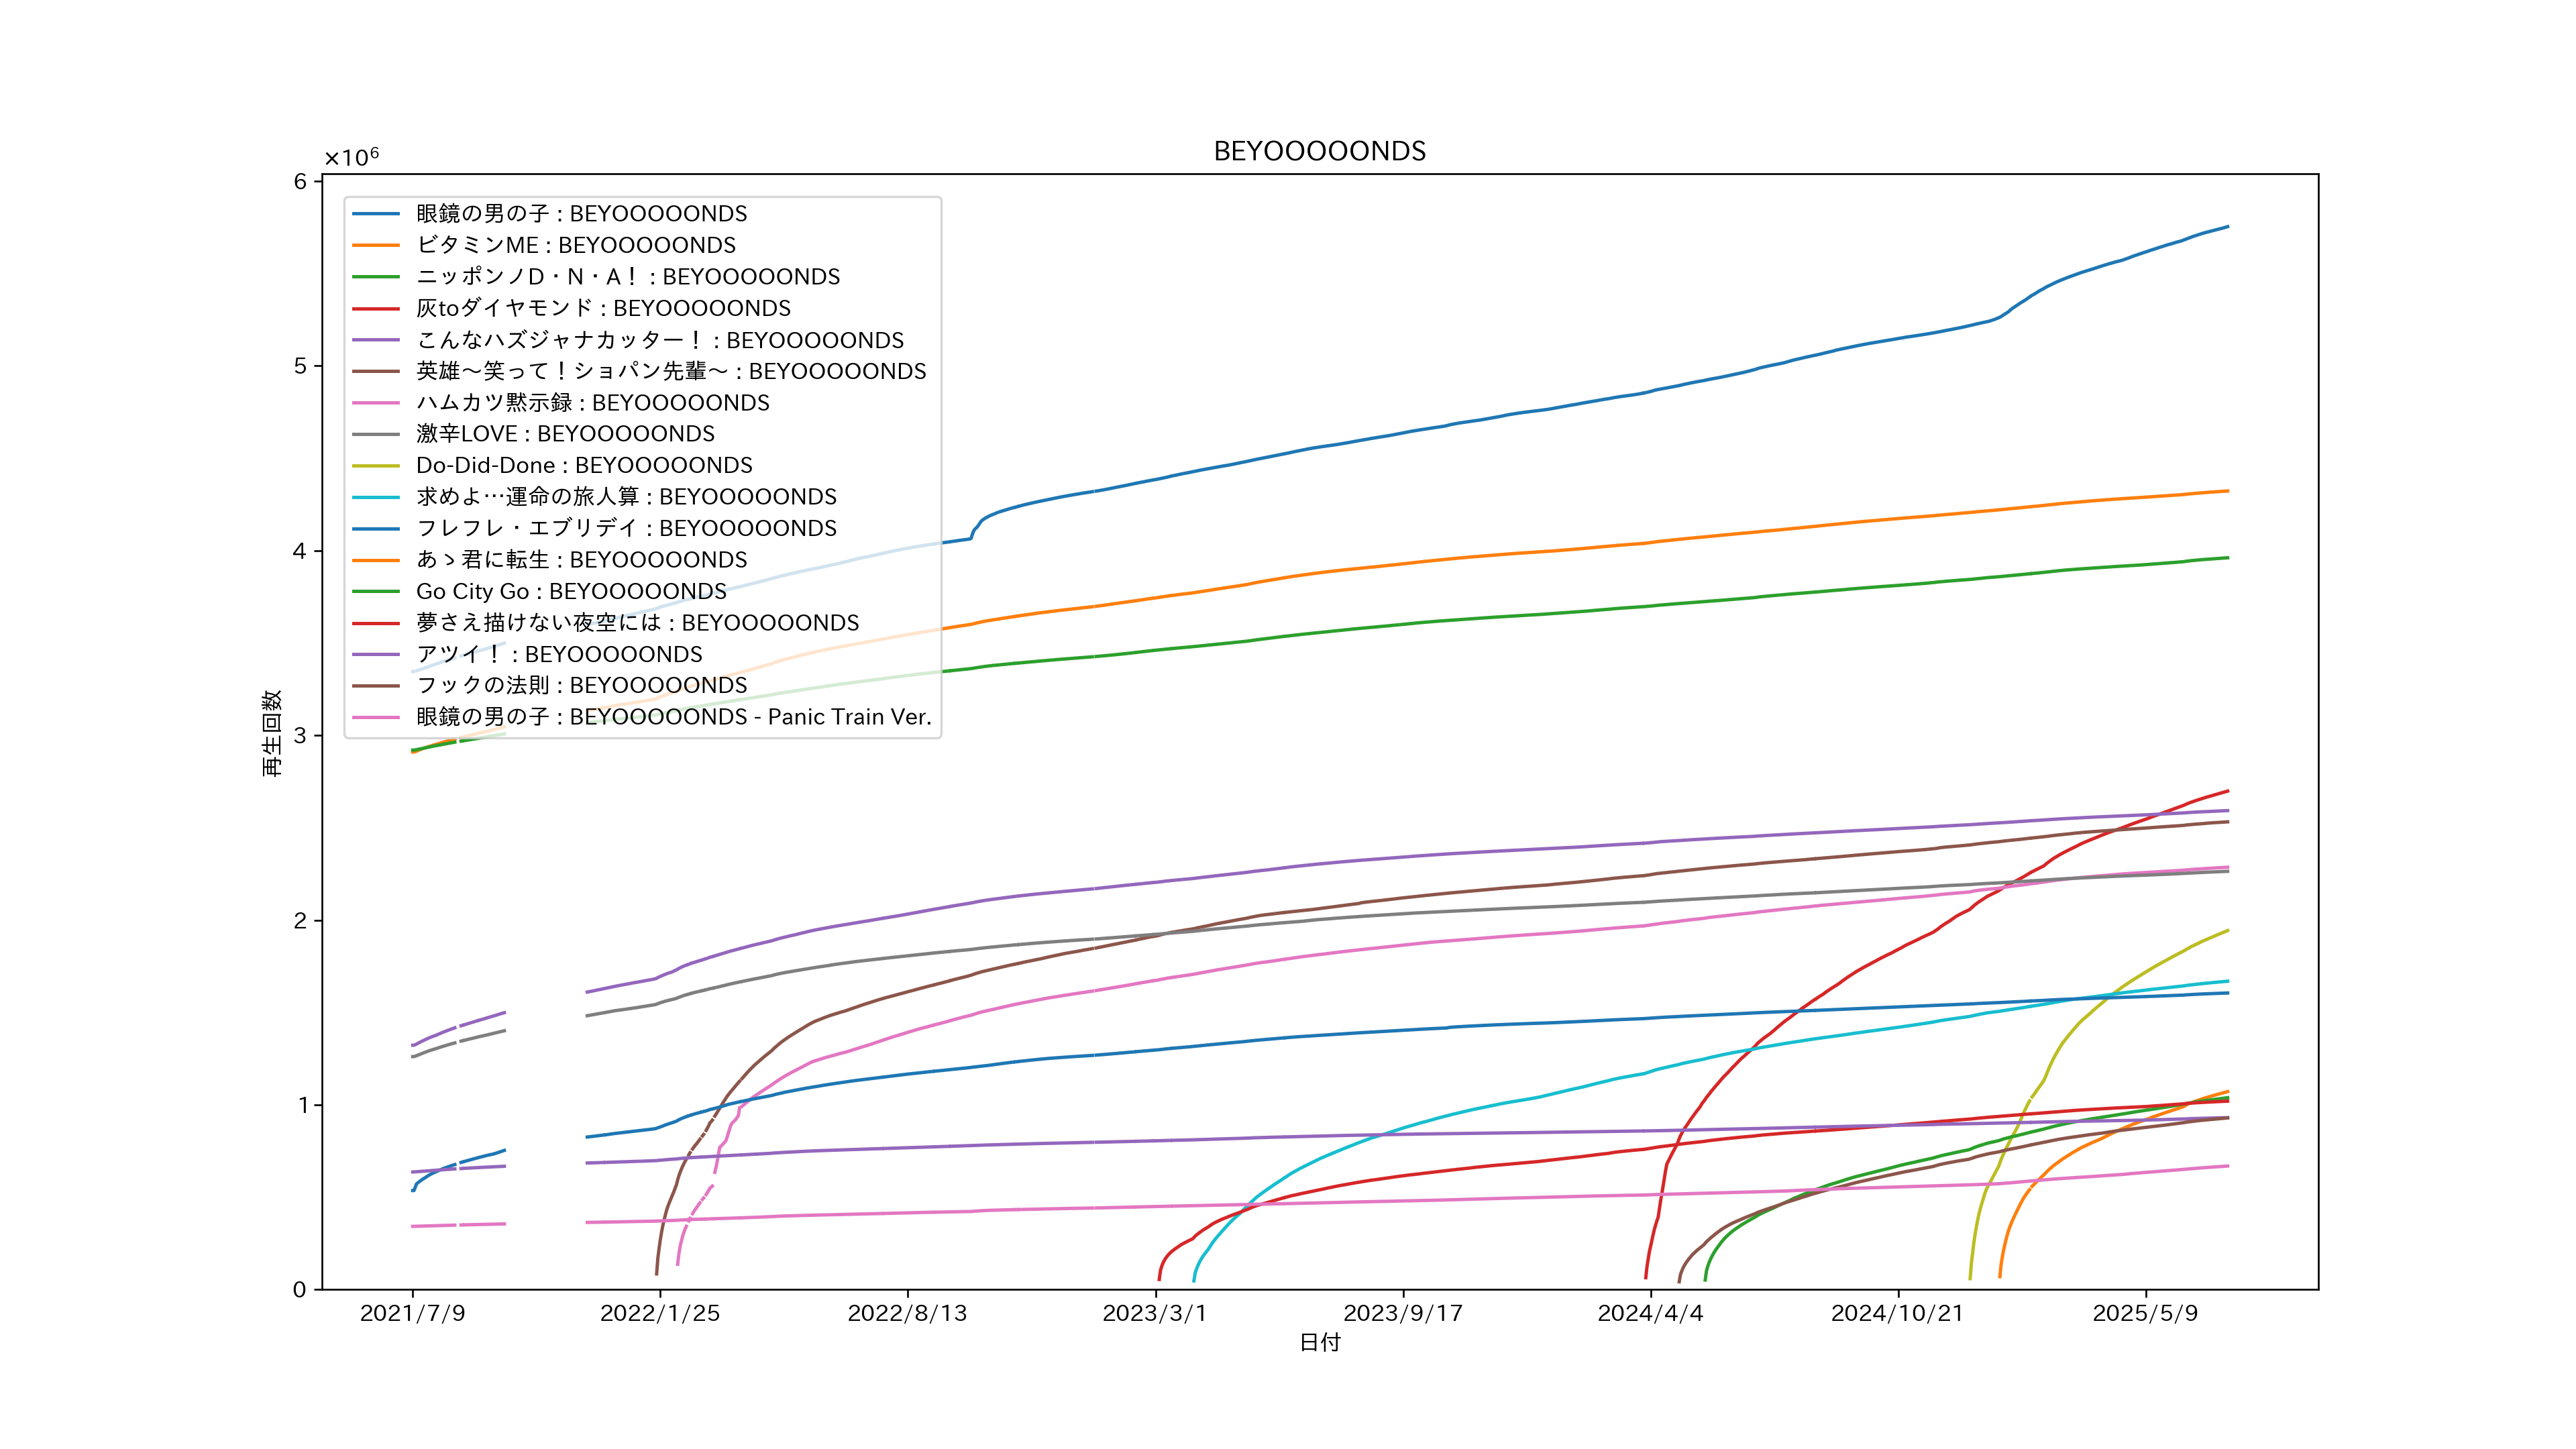 BEYOOOOONDS
×10⁶
6
5
4
3
2
1
0
再生回数
眼鏡の男の子 : BEYOOOOONDS
ビタミンME : BEYOOOOONDS
ニッポンノD・N・A! : BEYOOOOONDS
灰toダイヤモンド : BEYOOOOONDS
こんなハズジャナカッター! : BEYOOOOONDS
英雄〜笑って!ショパン先輩〜 : BEYOOOOONDS
ハムカツ黙示録 : BEYOOOOONDS
激辛LOVE : BEYOOOOONDS
Do-Did-Done : BEYOOOOONDS
求めよ…運命の旅人算 : BEYOOOOONDS
フレフレ・エブリデイ : BEYOOOOONDS
あゝ君に転生 : BEYOOOOONDS
Go City Go : BEYOOOOONDS
夢さえ描けない夜空には : BEYOOOOONDS
アツイ! : BEYOOOOONDS
フックの法則 : BEYOOOOONDS
眼鏡の男の子 : BEYOOOOONDS - Panic Train Ver.
2021/7/9 2022/1/25 2022/8/13 2023/3/1 2023/9/17 2024/4/4 2024/10/21 2025/5/9
日付